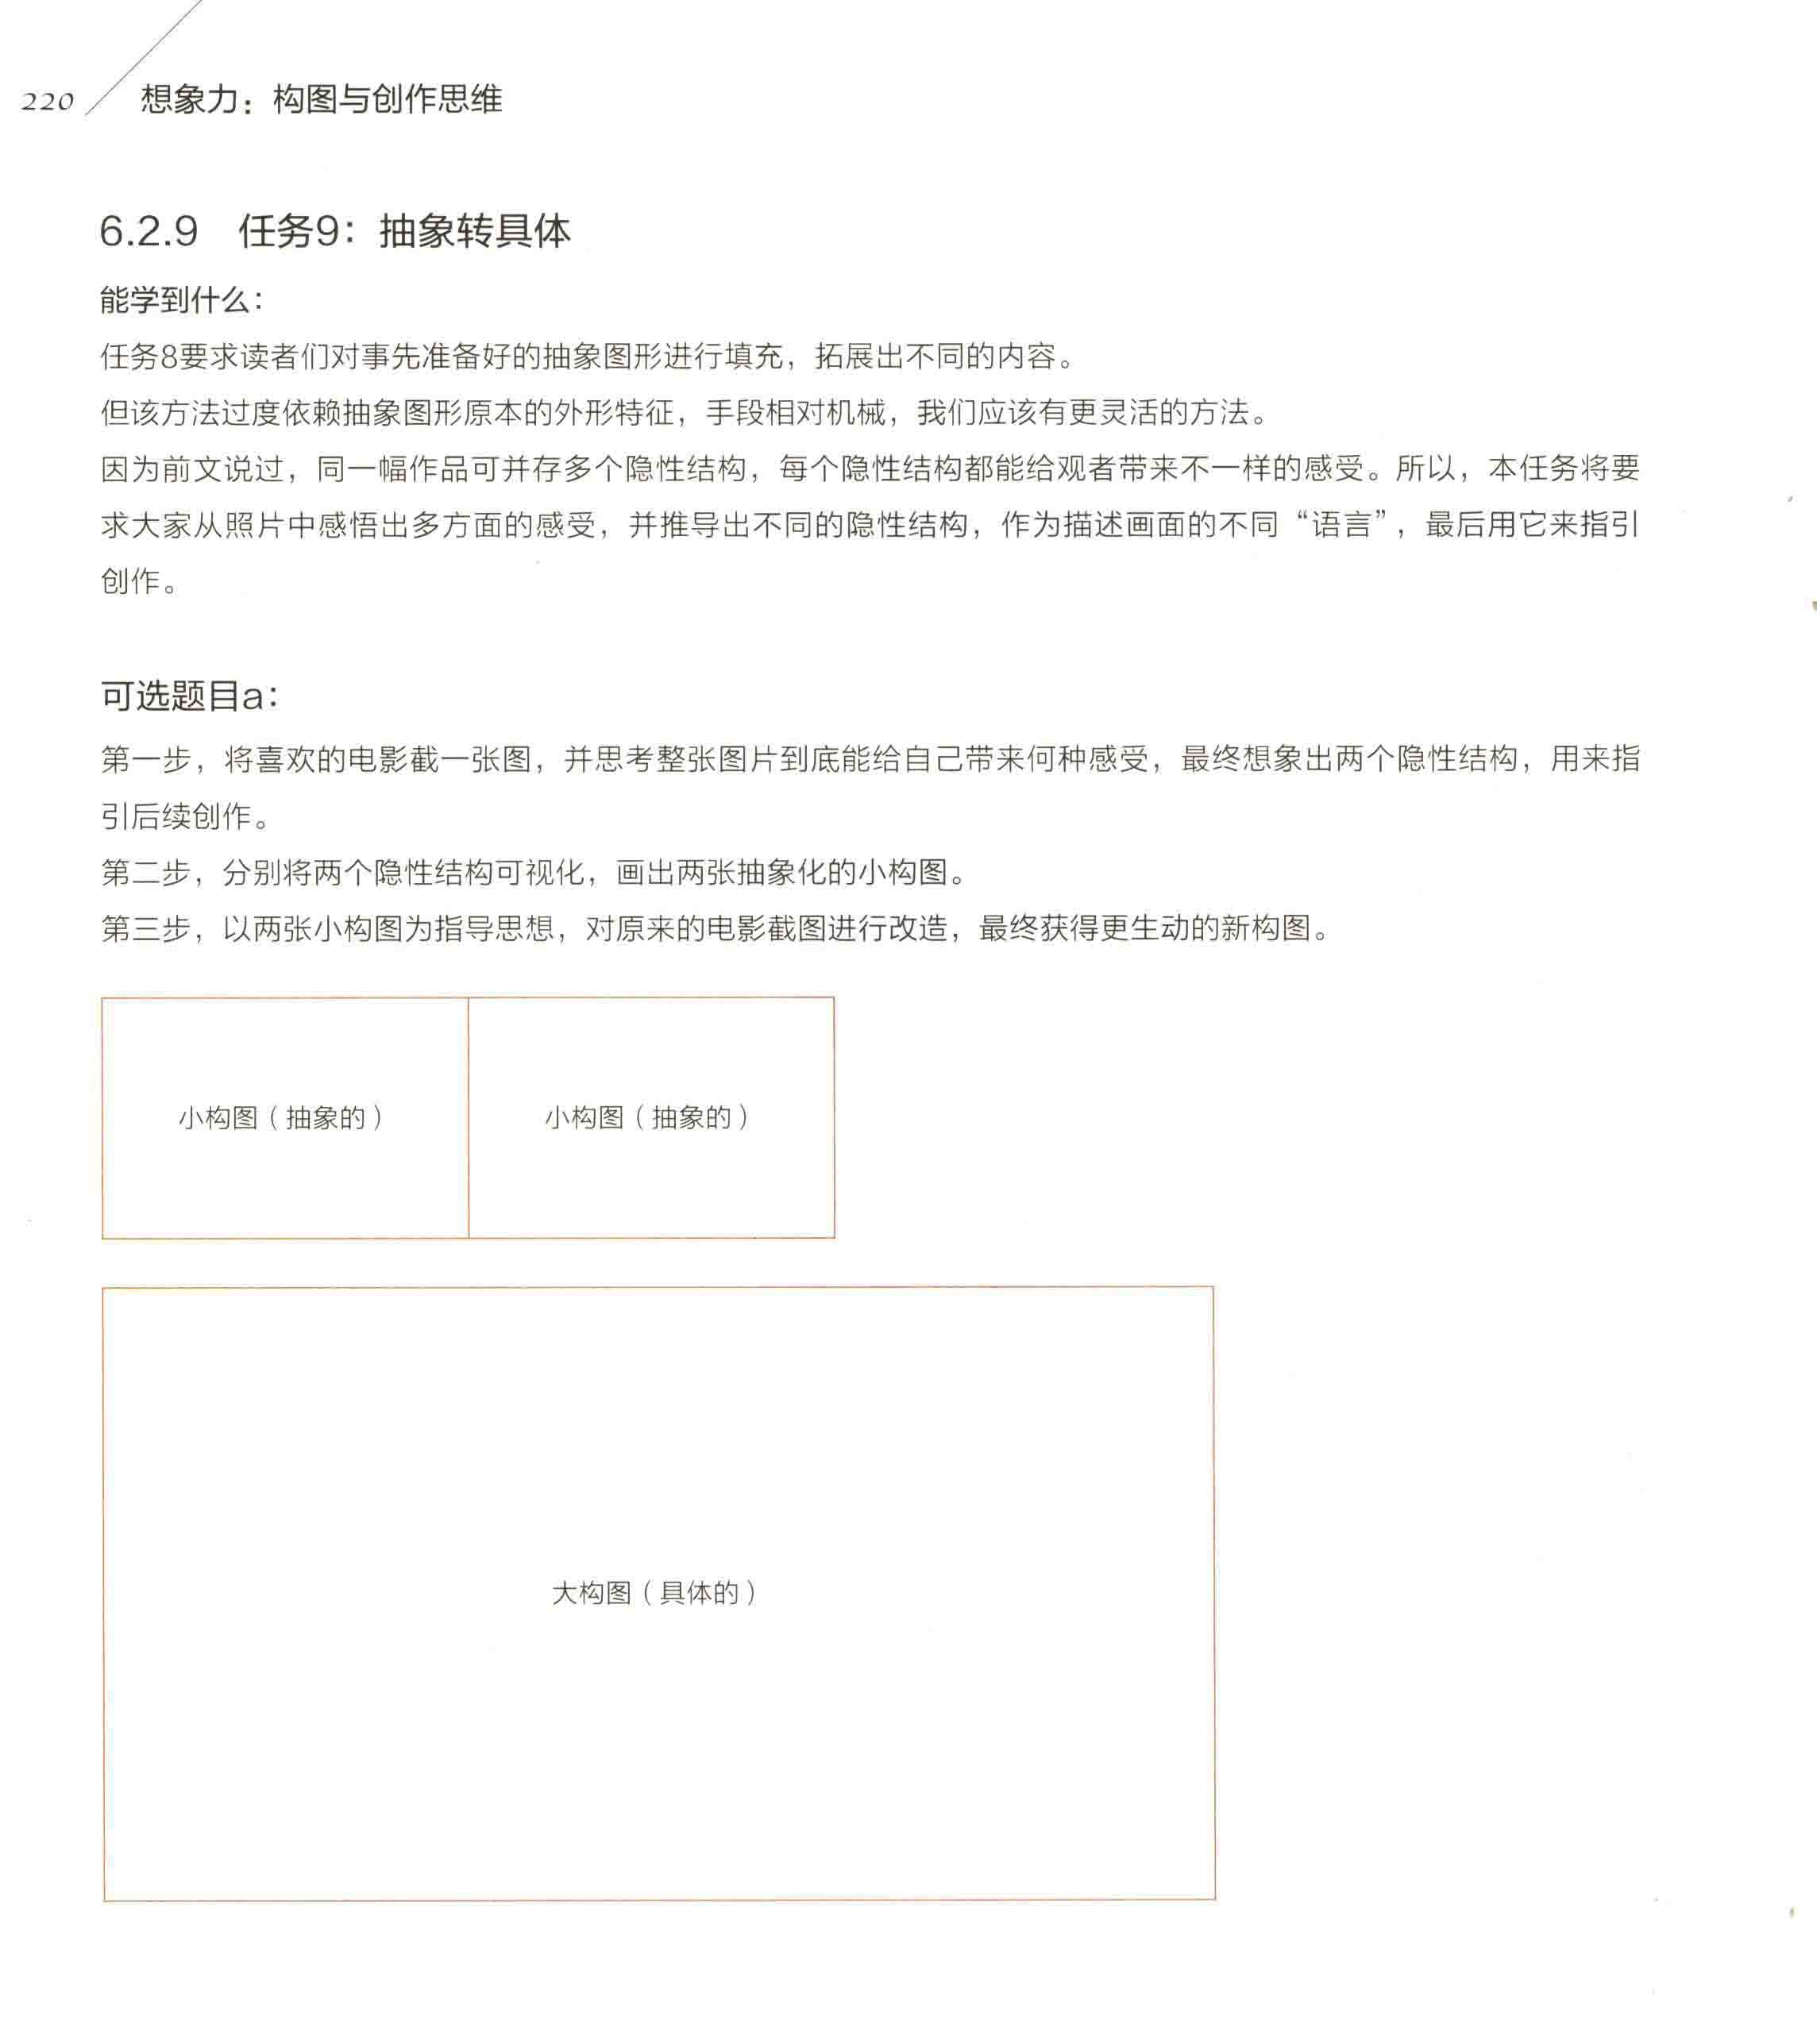 220
想象力：构图与创作思维
6.2.9 任务9：抽象转具体
能学到什么：
任务8要求读者们对事先准备好的抽象图形进行填充，拓展出不同的内容。
但该方法过度依赖抽象图形原本的外形特征，手段相对机械，我们应该有更灵活的方法。
因为前文说过，同一幅作品可并存多个隐性结构，每个隐性结构都能给观者带来不一样的感受。所以，本任务将要
求大家从照片中感悟出多方面的感受，并推导出不同的隐性结构，作为描述画面的不同“语言”，最后用它来指引
创作。
可选题目a：
第一步，将喜欢的电影截一张图，并思考整张图片到底能给自己带来何种感受，最终想象出两个隐性结构，用来指
引后续创作。
第二步，分别将两个隐性结构可视化，画出两张抽象化的小构图。
第三步，以两张小构图为指导思想，对原来的电影截图进行改造，最终获得更生动的新构图。
小构图（抽象的）
小构图（抽象的）
大构图（具体的）